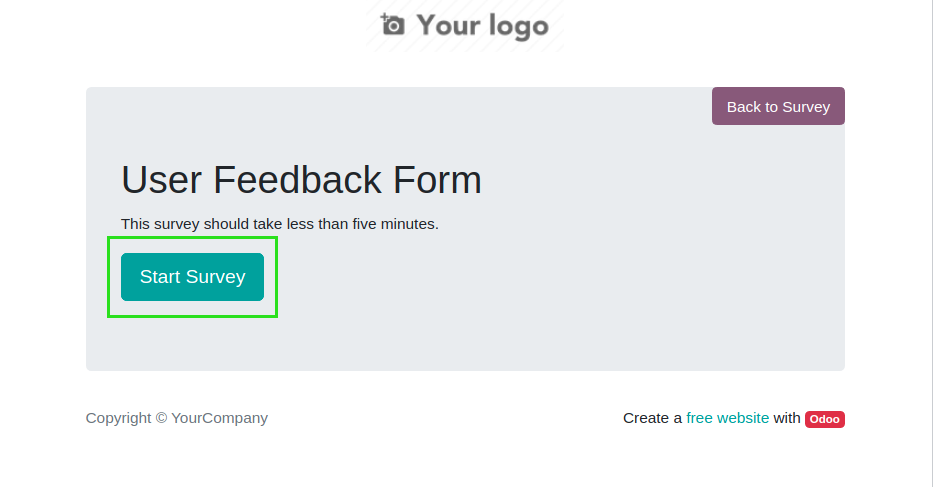 Your logo
Back to Survey
User Feedback Form
This survey should take less than five minutes.
Start Survey
Copyright © YourCompany
Create a free website with Odoo